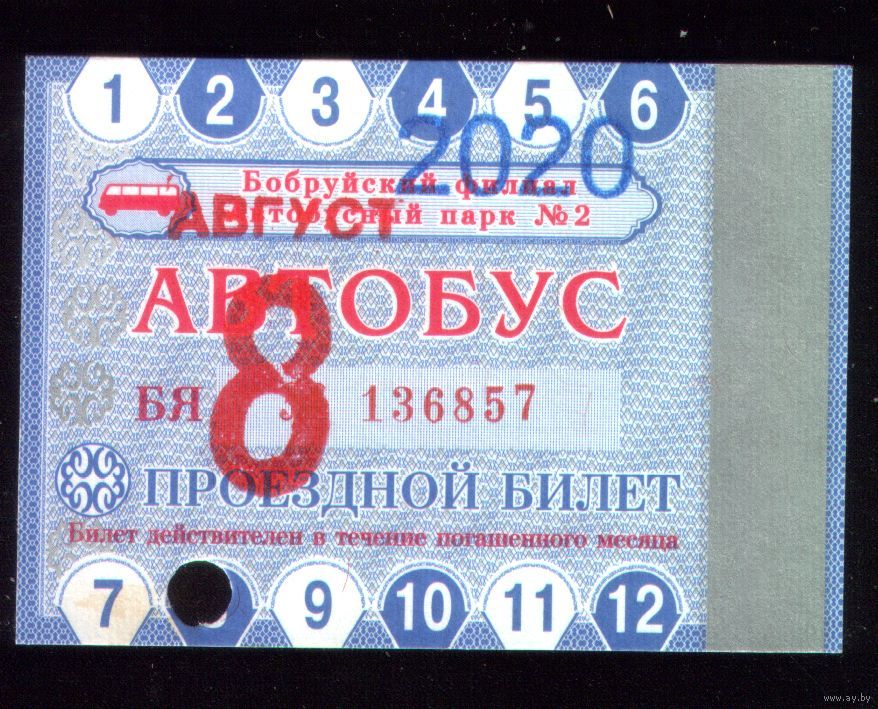 1 2 3 4 5 6
2020
Бобруйский филиал
Автобусный парк №2
АВГУСТ
АВТОБУС
8
БЯ 136857
ПРОЕЗДНОЙ БИЛЕТ
Билет действителен в течение погашенного месяца
7 9 10 11 12
www.ay.by